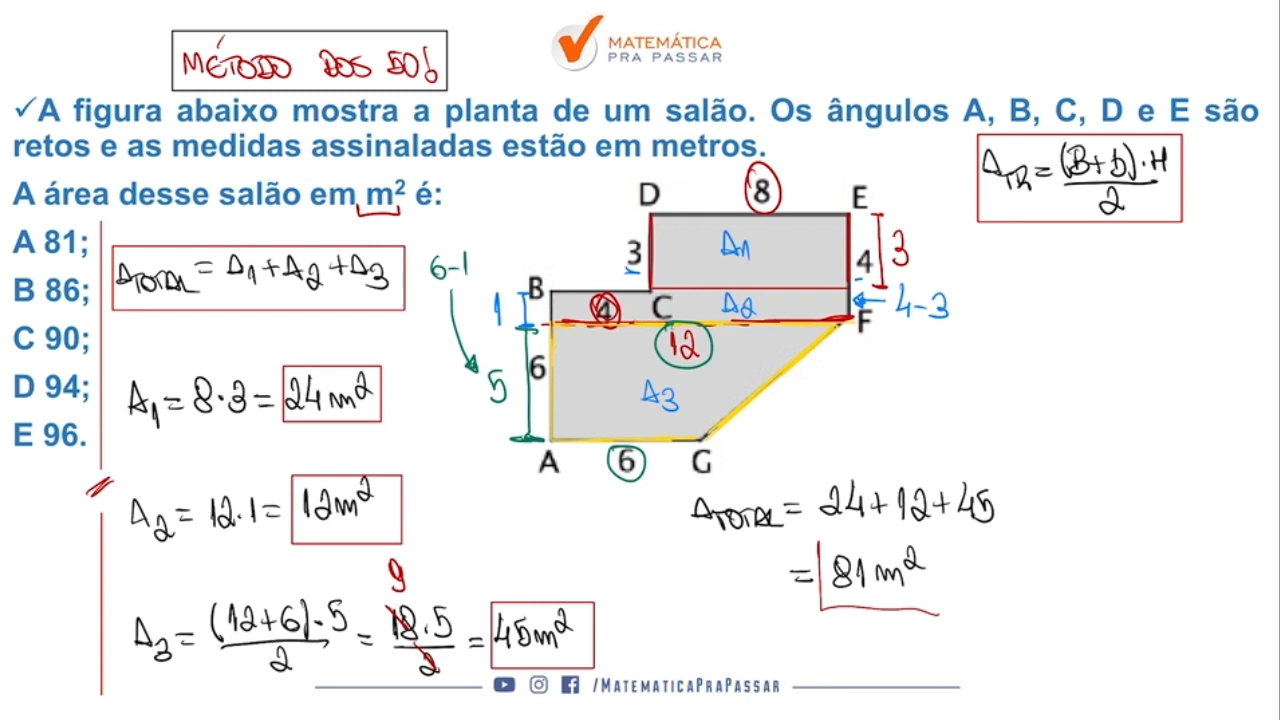 MÉTODO DOS 50!
MATEMÁTICA
PRA PASSAR
✓A figura abaixo mostra a planta de um salão. Os ângulos A, B, C, D e E são
retos e as medidas assinaladas estão em metros.
A área desse salão em m² é:
A 81;
B 86;
C 90;
D 94;
E 96.
A_TR = (B+b)·H / 2
A_TOTAL = A1 + A2 + A3
A1 = 8·3 = 24 m²
A2 = 12·1 = 12 m²
A3 = (12+6)·5 / 2 = 18·5 / 2 = 45 m²
9
6-1
D 8 E
3 A1 4 3
B 4 C A2 F
1 4-3
12
5 6 A3
A 6 G
A_TOTAL = 24+12+45
= 81 m²
/MATEMATICAPRAPASSAR